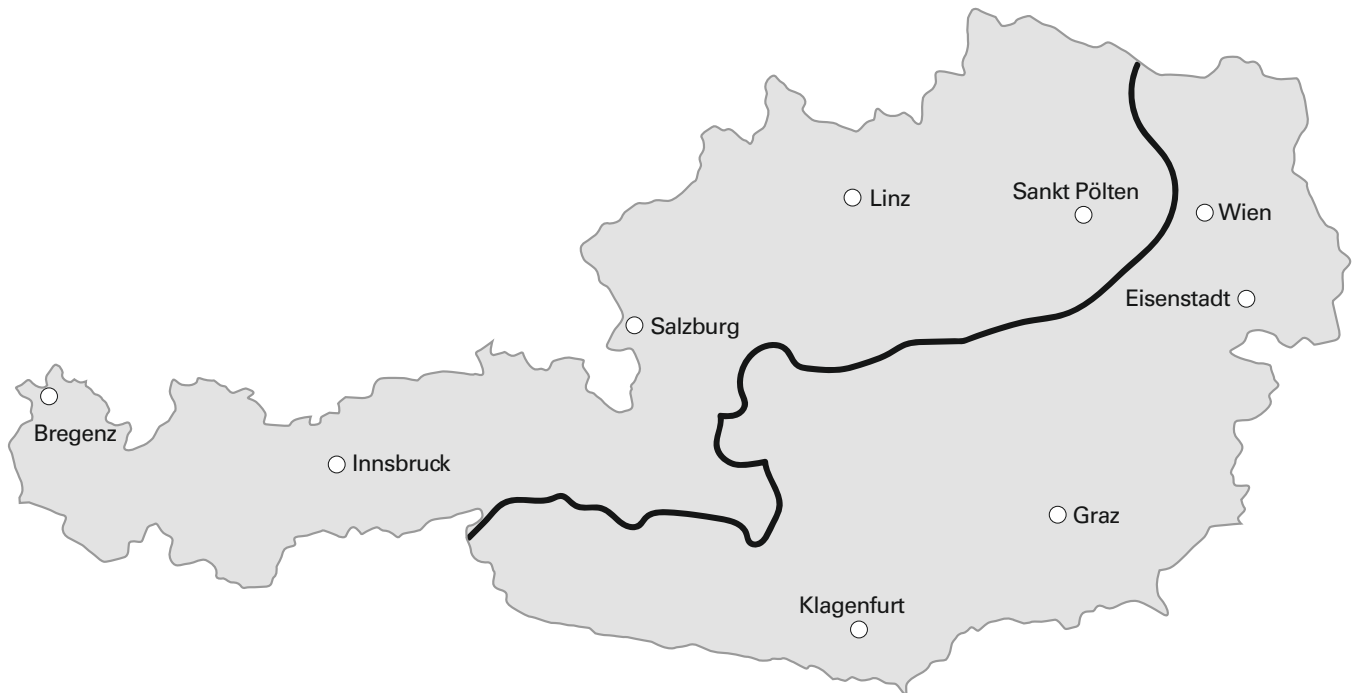 Linz
Sankt Pölten
Wien
Eisenstadt
Salzburg
Bregenz
Innsbruck
Graz
Klagenfurt